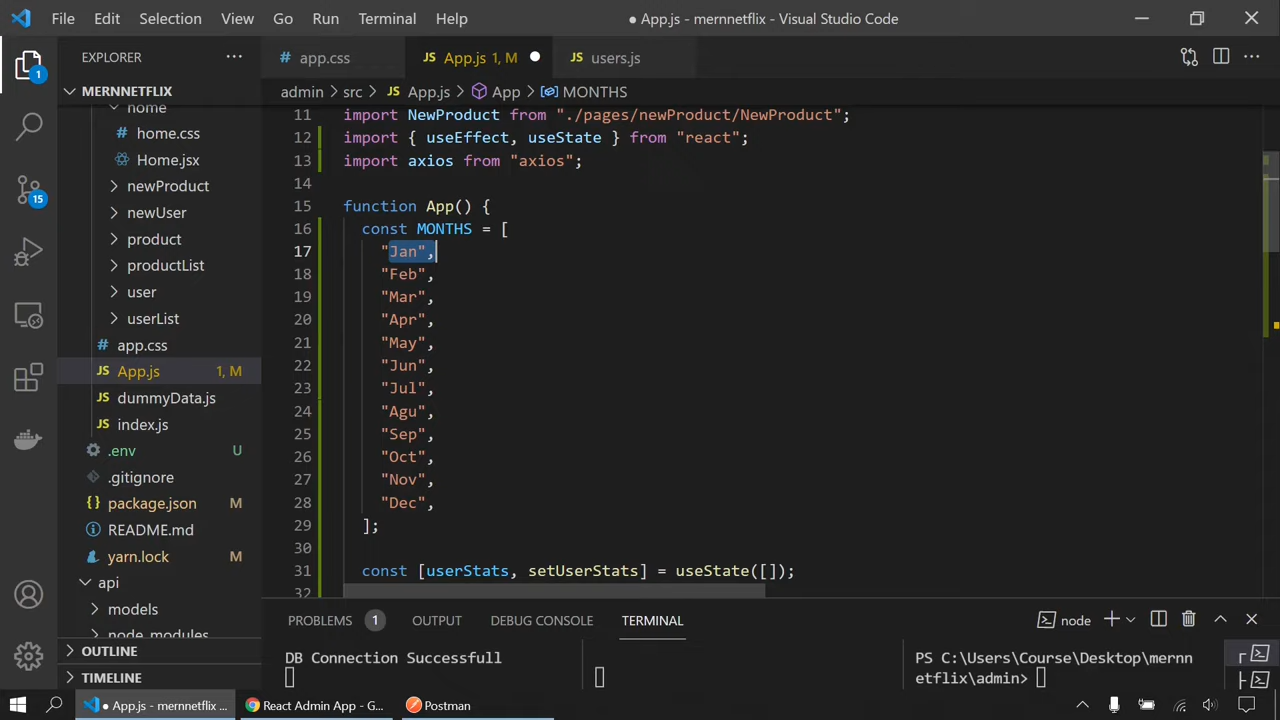 File Edit Selection View Go Run Terminal Help
● App.js - mernnetflix - Visual Studio Code
EXPLORER
MERNNETFLIX
home
home.css
Home.jsx
newProduct
newUser
product
productList
user
userList
app.css
App.js 1, M
dummyData.js
index.js
.env U
.gitignore
package.json M
README.md
yarn.lock M
api
models
node_modules
OUTLINE
TIMELINE
1
15
# app.css
JS App.js 1, M
JS users.js
admin > src > JS App.js > App > MONTHS
11 import NewProduct from "./pages/newProduct/NewProduct";
12 import { useEffect, useState } from "react";
13 import axios from "axios";
14
15 function App() {
16 const MONTHS = [
17 "Jan",
18 "Feb",
19 "Mar",
20 "Apr",
21 "May",
22 "Jun",
23 "Jul",
24 "Agu",
25 "Sep",
26 "Oct",
27 "Nov",
28 "Dec",
29 ];
30
31 const [userStats, setUserStats] = useState([]);
32
PROBLEMS 1 OUTPUT DEBUG CONSOLE TERMINAL
node
DB Connection Successfull
PS C:\Users\Course\Desktop\mernn
etflix\admin>
● App.js - mernnetflix ...
React Admin App - G...
Postman